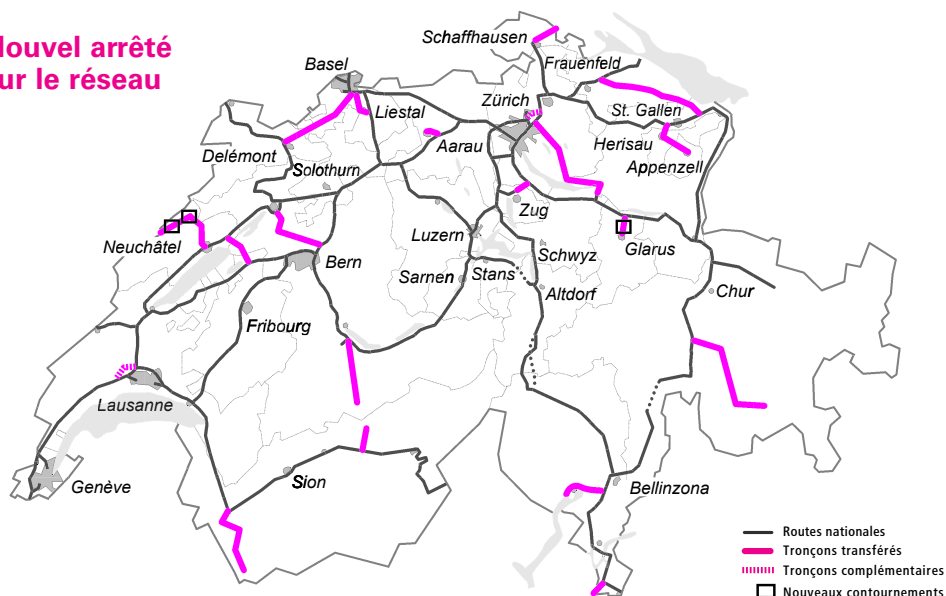 ouvel arrêté
ur le réseau
Schaffhausen
Frauenfeld
Basel
Zürich
St. Gallen
Liestal
Aarau
Herisau
Appenzell
Delémont
Solothurn
Zug
Neuchâtel
Luzern
Glarus
Bern
Schwyz
Sarnen
Stans
Altdorf
Chur
Fribourg
Lausanne
Sion
Bellinzona
Genève
Routes nationales
Tronçons transférés
Tronçons complémentaires
Nouveaux contournements